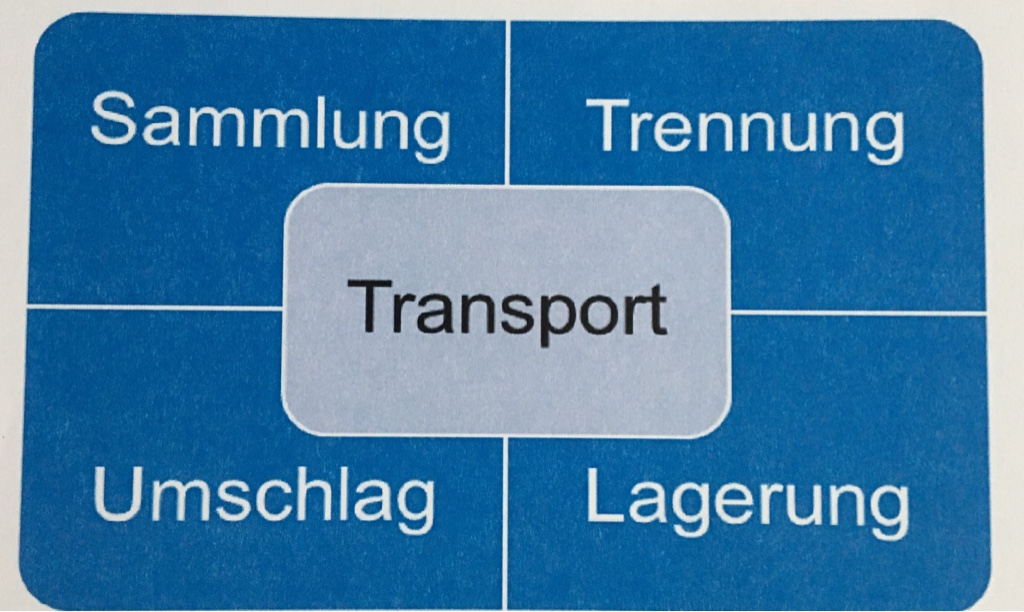 Sammlung
Trennung
Transport
Umschlag
Lagerung